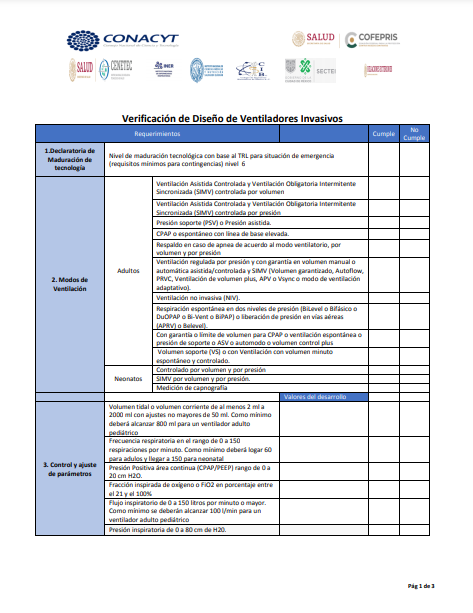 CONACYT
Consejo Nacional de Ciencia y Tecnología
SALUD
COFEPRIS
SALUD
CENETEC
INER
SECTEI
Verificación de Diseño de Ventiladores Invasivos
Requerimientos
Cumple
No
Cumple
1.Declaratoria de
Maduración de
tecnología
Nivel de maduración tecnológica con base al TRL para situación de emergencia
(requisitos mínimos para contingencias) nivel 6
2. Modos de
Ventilación
Adultos
Ventilación Asistida Controlada y Ventilación Obligatoria Intermitente
Sincronizada (SIMV) controlada por volumen
Ventilación Asistida Controlada y Ventilación Obligatoria Intermitente
Sincronizada (SIMV) controlada por presión
Presión soporte (PSV) o Presión asistida.
CPAP o espontáneo con línea de base elevada.
Respaldo en caso de apnea de acuerdo al modo ventilatorio, por
volumen y por presión
Ventilación regulada por presión y con garantía en volumen manual o
automática asistida/controlada y SIMV (Volumen garantizado, Autoflow,
PRVC, Ventilación de volumen plus, APV o Vsync o modo de ventilación
adaptativo).
Ventilación no invasiva (NIV).
Respiración espontánea en dos niveles de presión (BiLevel o Bifásico o
DuOPAP o Bi-Vent o BiPAP) o liberación de presión en vías aéreas
(APRV) o Belevel).
Con garantía o límite de volumen para CPAP o ventilación espontánea o
presión de soporte o ASV o automodo o volumen control plus
Volumen soporte (VS) o con Ventilación con volumen minuto
espontáneo y controlado.
Neonatos
Controlado por volumen y por presión
SIMV por volumen y por presión.
Medición de capnografía
Valores del desarrollo
3. Control y ajuste
de parámetros
Volumen tidal o volumen corriente de al menos 2 ml a
2000 ml con ajustes no mayores de 50 ml. Como mínimo
deberá alcanzar 800 ml para un ventilador adulto
pediátrico
Frecuencia respiratoria en el rango de 0 a 150
respiraciones por minuto. Como mínimo deberá logar 60
para adulos y llegar a 150 para neonatal
Presión Positiva área continua (CPAP/PEEP) rango de 0 a
20 cm H2O.
Fracción inspirada de oxígeno o FiO2 en porcentaje entre
el 21 y el 100%
Flujo inspiratorio de 0 a 150 litros por minuto o mayor.
Como mínimo se deberán alcanzar 100 l/min para un
ventilador adulto pediátrico
Presión inspiratoria de 0 a 80 cm de H20.
Pág 1 de 3